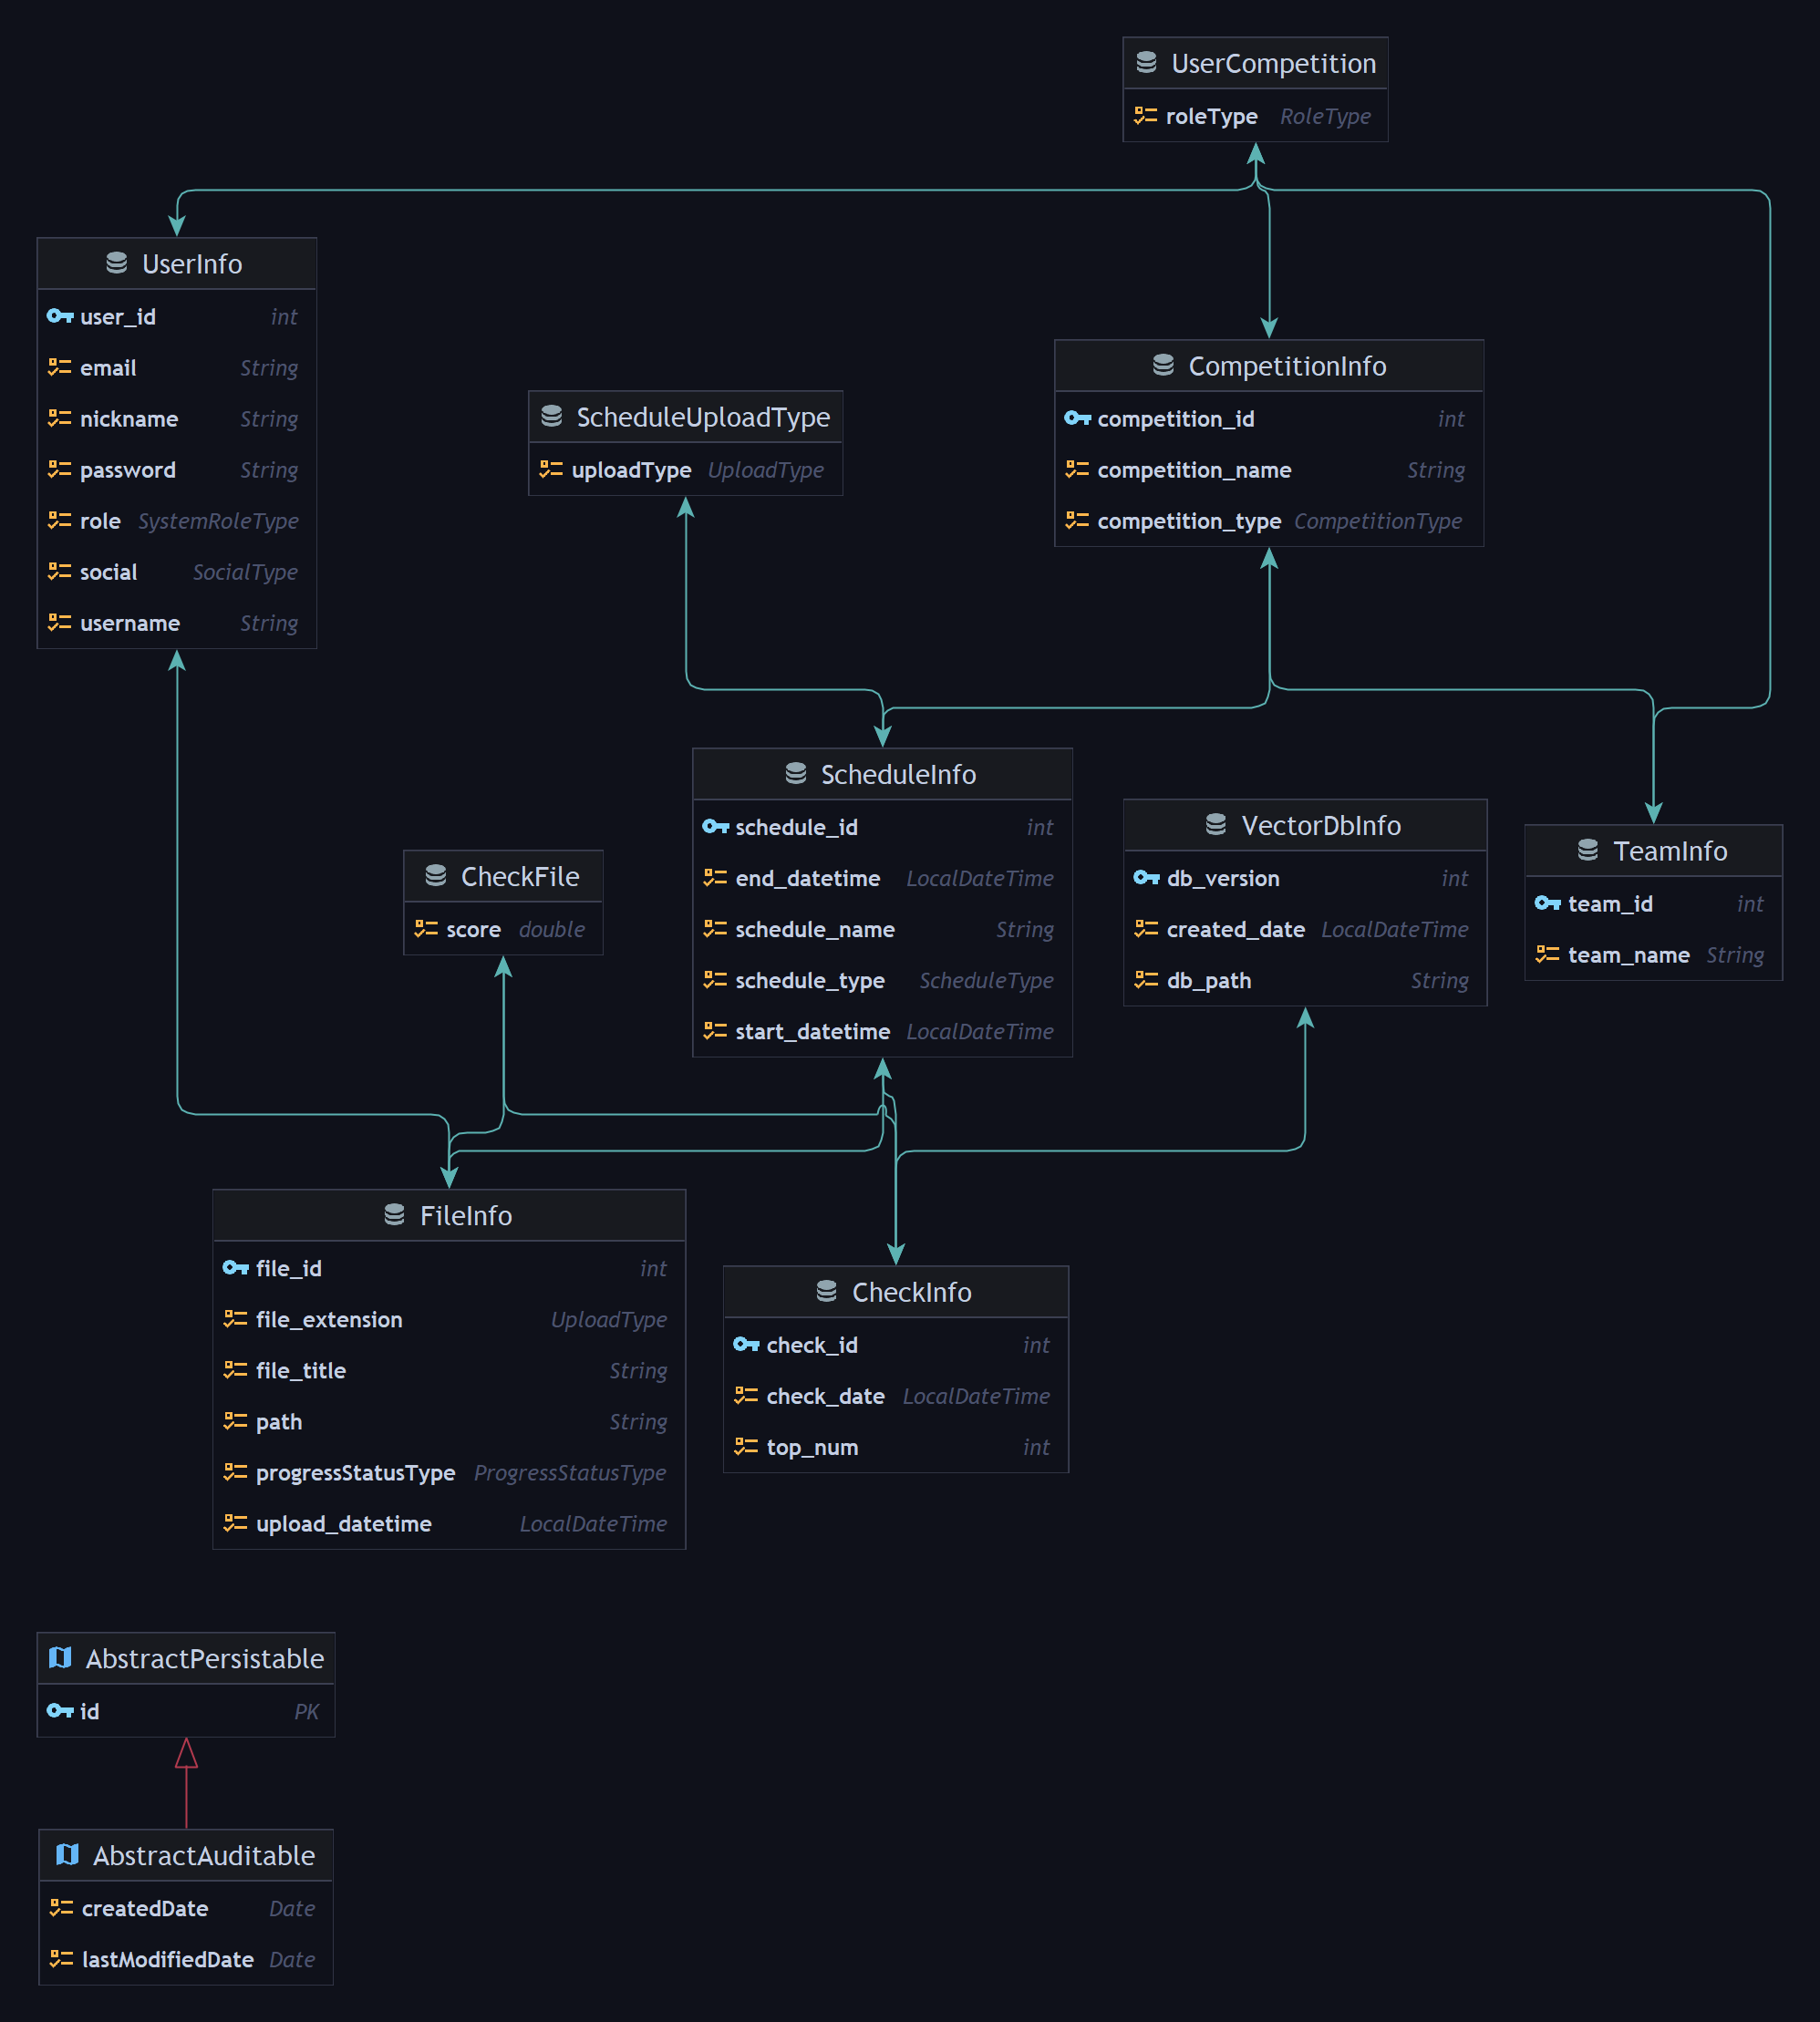 UserCompetition
roleType RoleType
UserInfo
user_id int
email String
nickname String
password String
role SystemRoleType
social SocialType
username String
CompetitionInfo
competition_id int
competition_name String
competition_type CompetitionType
ScheduleUploadType
uploadType UploadType
ScheduleInfo
schedule_id int
end_datetime LocalDateTime
schedule_name String
schedule_type ScheduleType
start_datetime LocalDateTime
VectorDbInfo
db_version int
created_date LocalDateTime
db_path String
TeamInfo
team_id int
team_name String
CheckFile
score double
FileInfo
file_id int
file_extension UploadType
file_title String
path String
progressStatusType ProgressStatusType
upload_datetime LocalDateTime
CheckInfo
check_id int
check_date LocalDateTime
top_num int
AbstractPersistable
id PK
AbstractAuditable
createdDate Date
lastModifiedDate Date